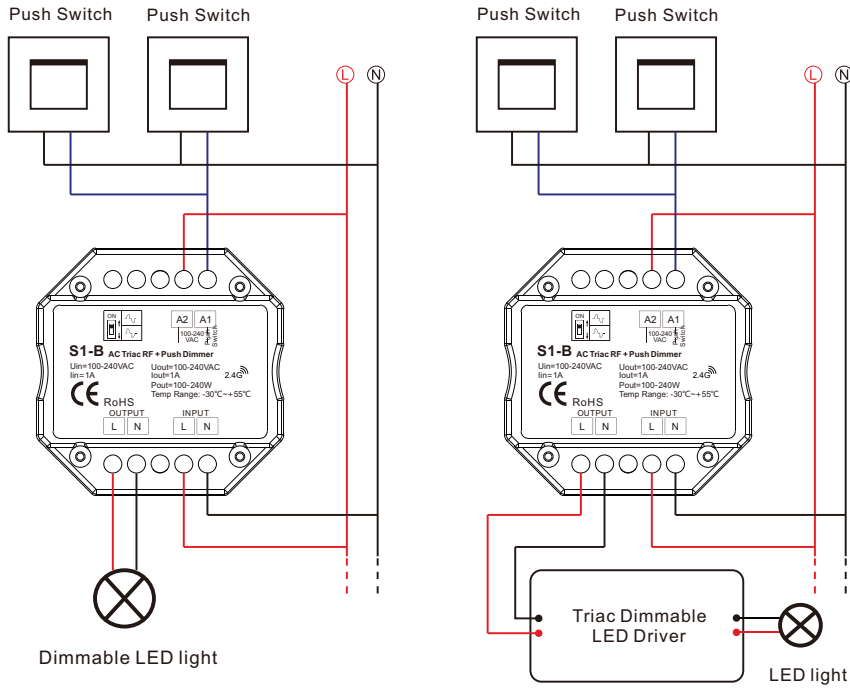 Push Switch
Push Switch
L N
ON
A2 A1
100-240
VAC
Push
Switch
S1-B AC Triac RF + Push Dimmer
Uin=100-240VAC
Iin=1A
Uout=100-240VAC
Iout=1A
Pout=100-240W
Temp Range: -30℃~+55℃
2.4G
CE RoHS
OUTPUT INPUT
L N L N
Dimmable LED light
Push Switch
Push Switch
L N
ON
A2 A1
100-240
VAC
Push
Switch
S1-B AC Triac RF + Push Dimmer
Uin=100-240VAC
Iin=1A
Uout=100-240VAC
Iout=1A
Pout=100-240W
Temp Range: -30℃~+55℃
2.4G
CE RoHS
OUTPUT INPUT
L N L N
Triac Dimmable
LED Driver
LED light